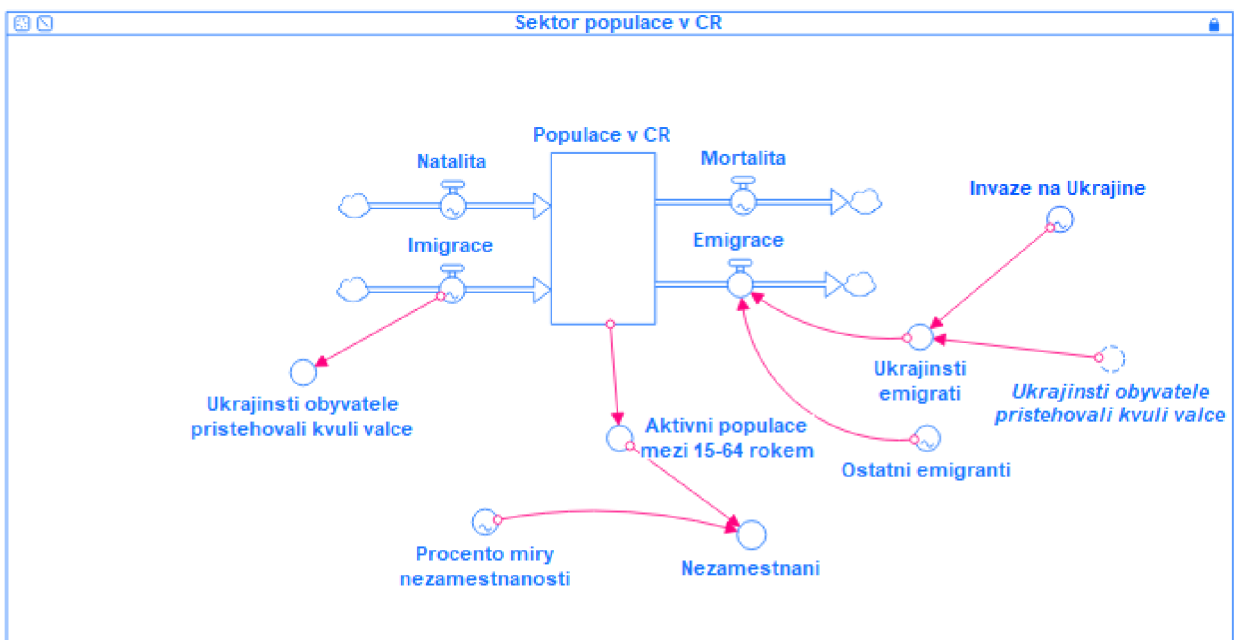 Sektor populace v CR
Populace v CR
Natalita
Mortalita
Invaze na Ukrajine
Imigrace
Emigrace
Ukrajinsti
emigrati
Ukrajinsti obyvatele
pristehovali kvuli valce
Ukrajinsti obyvatele
pristehovali kvuli valce
Aktivni populace
mezi 15-64 rokem
Ostatni emigranti
Procento miry
nezamestnanosti
Nezamestnani